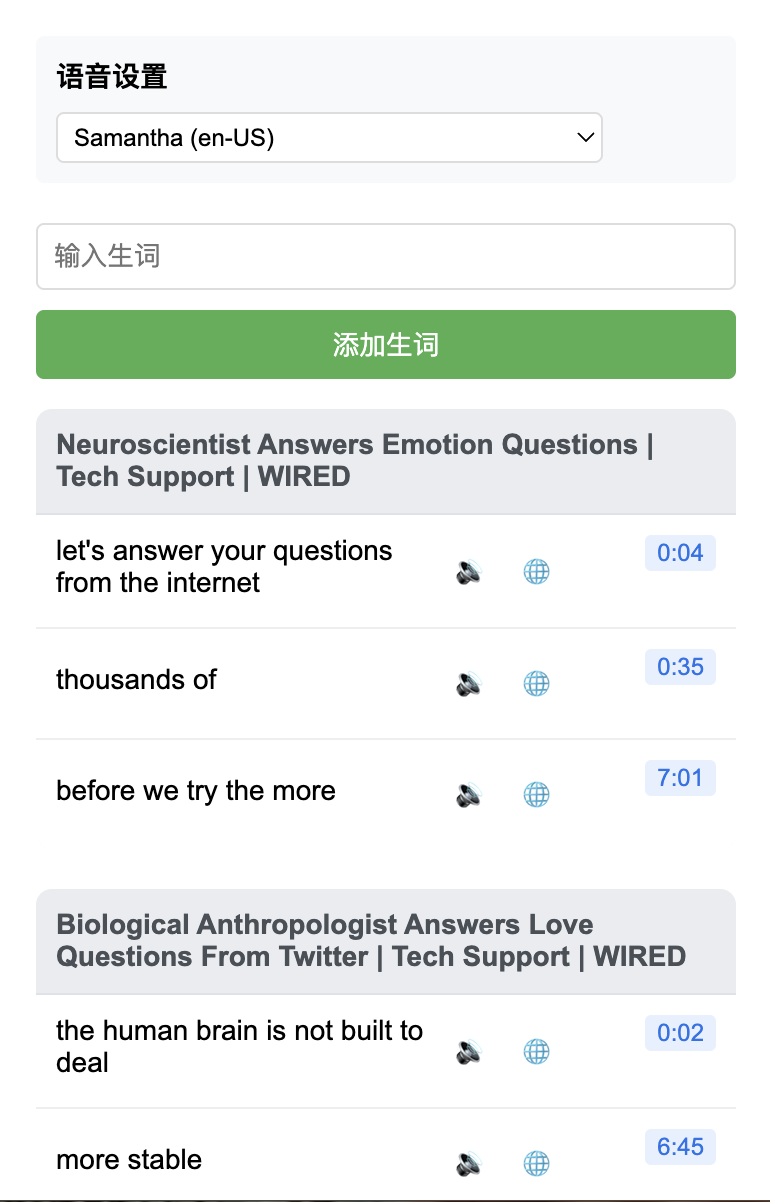 语音设置
Samantha (en-US)
输入生词
添加生词
Neuroscientist Answers Emotion Questions |
Tech Support | WIRED
let's answer your questions
from the internet
0:04
thousands of
0:35
before we try the more
7:01
Biological Anthropologist Answers Love
Questions From Twitter | Tech Support | WIRED
the human brain is not built to
deal
0:02
more stable
6:45